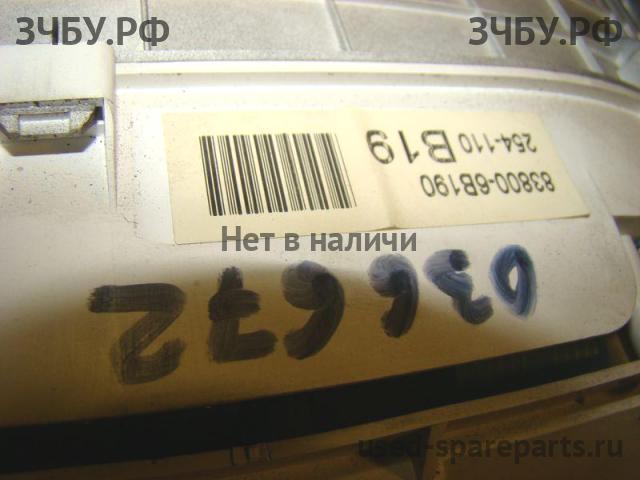 ЗЧБУ.РФ ЗЧБУ.РФ
83800-6B190
254-110 B19
Нет в наличи
036672
used-spareparts.ru